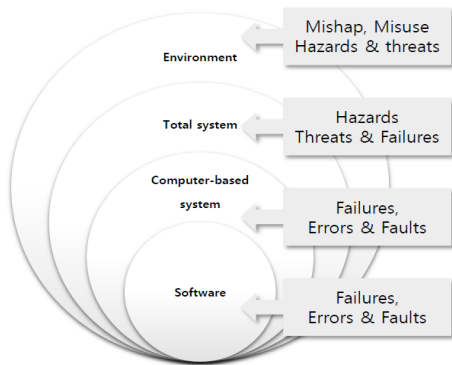 Environment
Mishap, Misuse
Hazards & threats
Total system
Hazards
Threats & Failures
Computer-based
system
Failures,
Errors & Faults
Software
Failures,
Errors & Faults